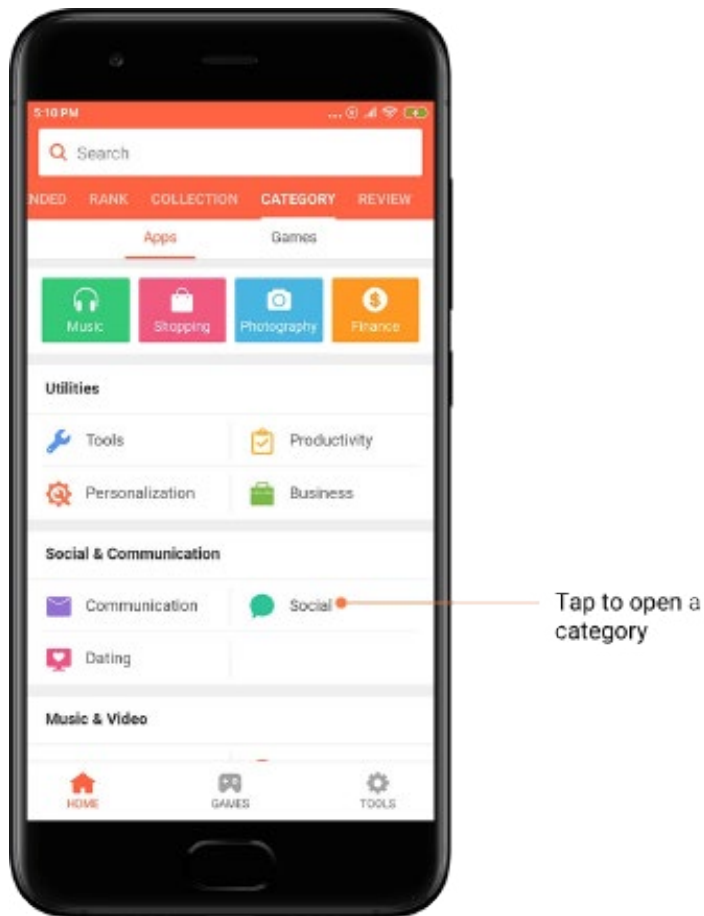 5:10 PM
Search
NDED RANK COLLECTION CATEGORY REVIEW
Apps Games
Music Shopping Photography Finance
Utilities
Tools Productivity
Personalization Business
Social & Communication
Communication Social
Tap to open a
category
Dating
Music & Video
HOME GAMES TOOLS